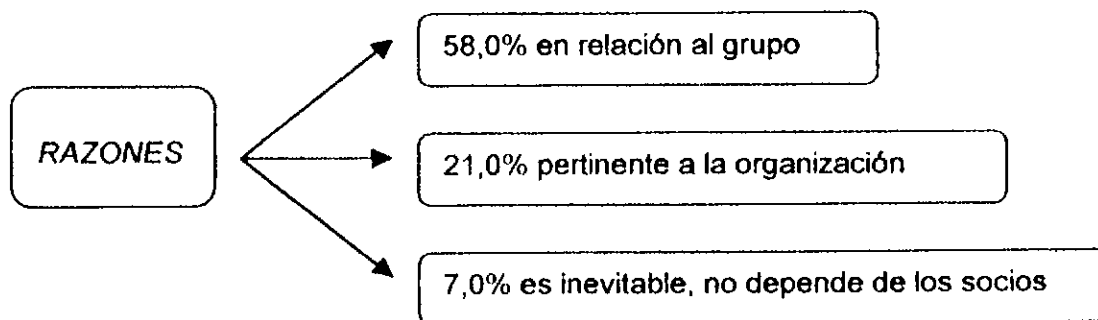 58,0% en relación al grupo
RAZONES
21,0% pertinente a la organización
7,0% es inevitable, no depende de los socios